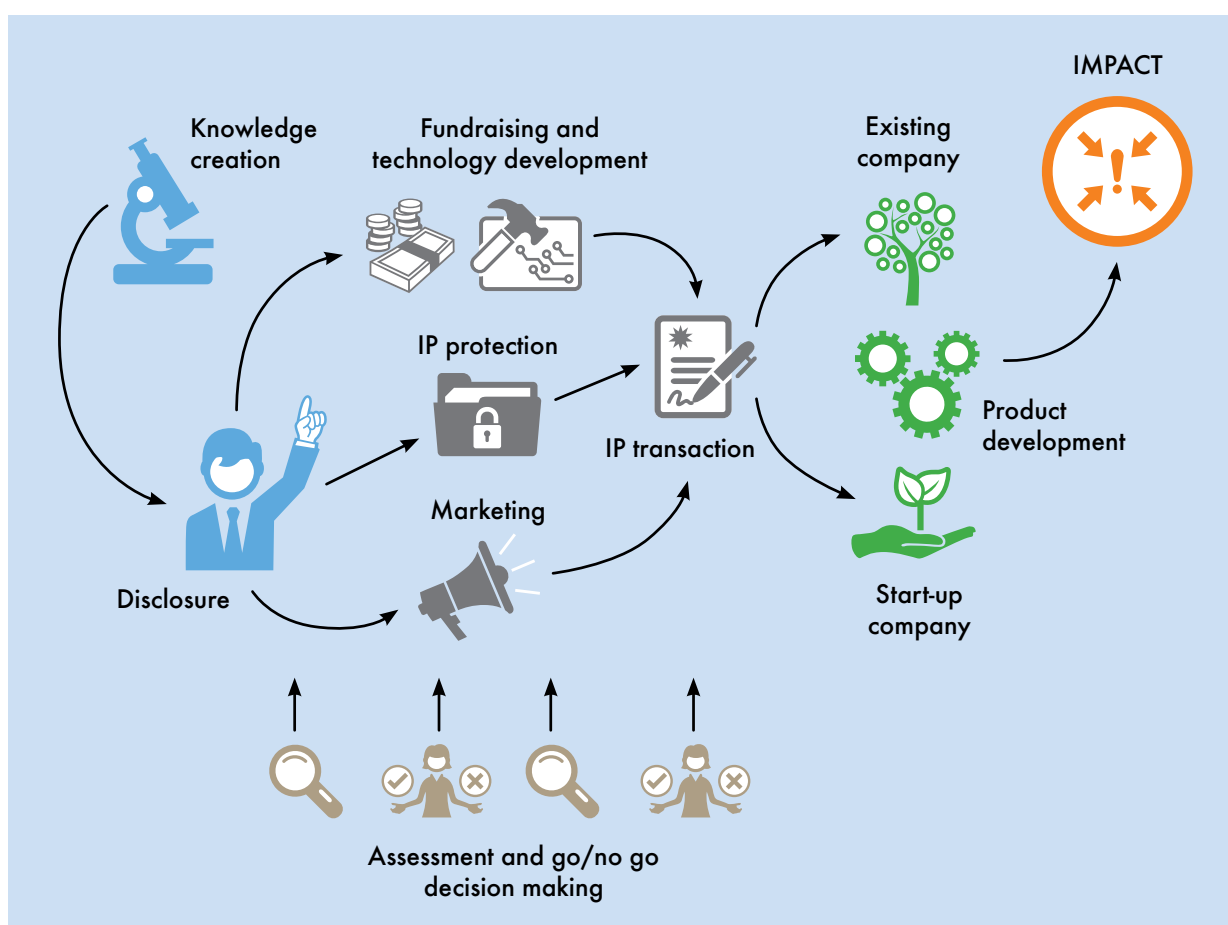 IMPACT
Knowledge
creation
Fundraising and
technology development
Existing
company
IP protection
IP transaction
Product
development
Marketing
Disclosure
Start-up
company
Assessment and go/no go
decision making